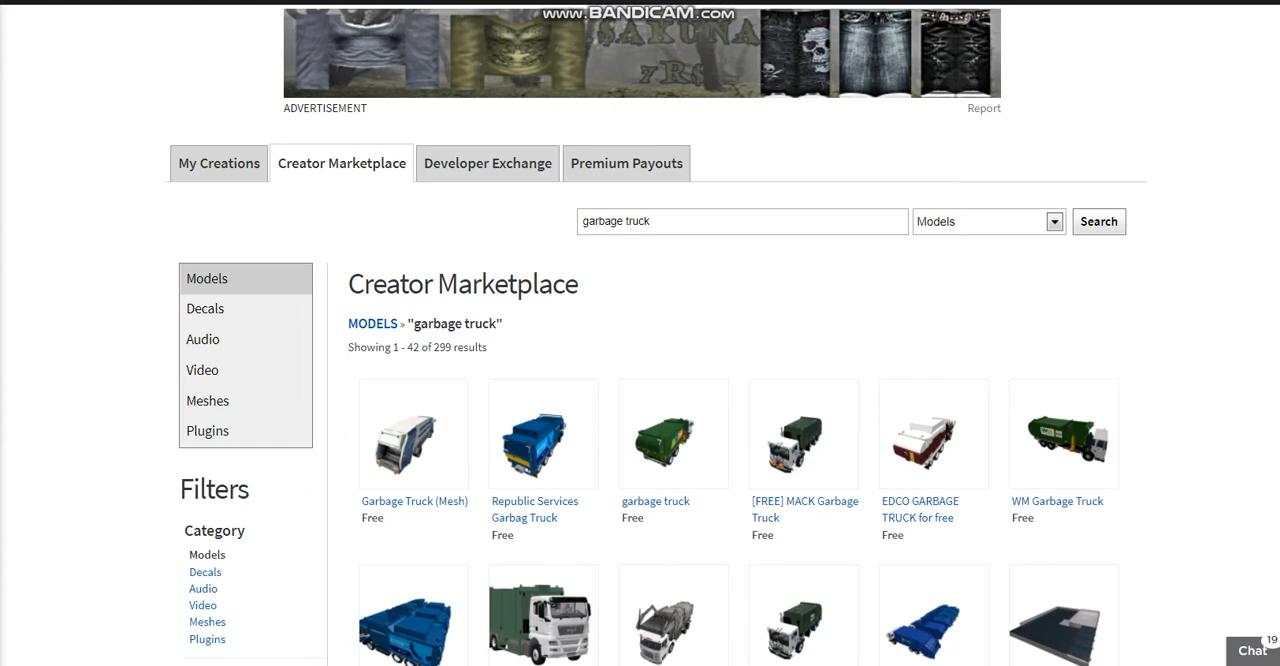 www.BANDICAM.com
SAKUNA
7R$
ADVERTISEMENT
Report
My Creations
Creator Marketplace
Developer Exchange
Premium Payouts
garbage truck
Models
Search
Models
Decals
Audio
Video
Meshes
Plugins
Creator Marketplace
MODELS » "garbage truck"
Showing 1 - 42 of 299 results
Garbage Truck (Mesh)
Free
Republic Services
Garbag Truck
Free
garbage truck
Free
[FREE] MACK Garbage
Truck
Free
EDCO GARBAGE
TRUCK for free
Free
WM Garbage Truck
Free
Filters
Category
Models
Decals
Audio
Video
Meshes
Plugins
Chat
19